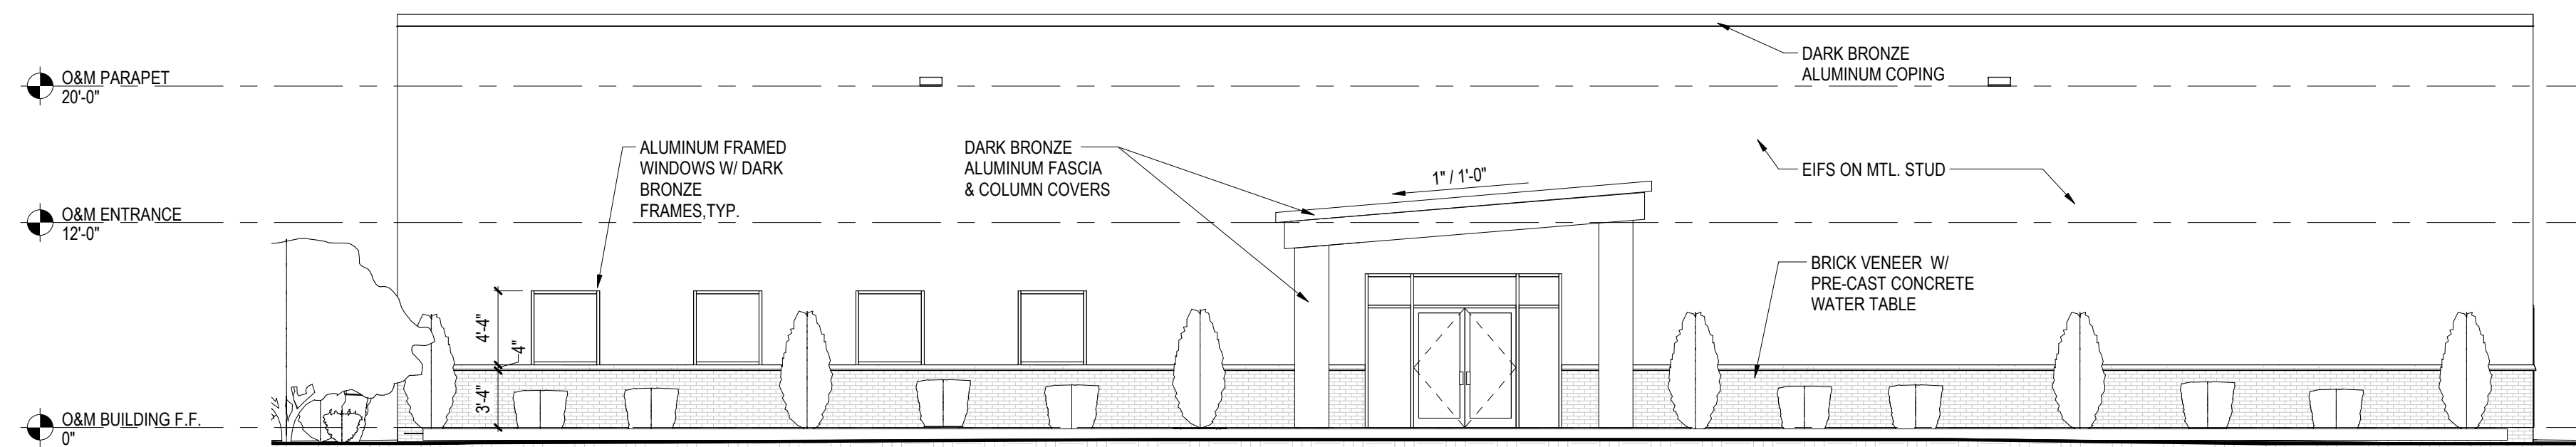 DARK BRONZE
ALUMINUM COPING
O&M PARAPET
20'-0"
ALUMINUM FRAMED
WINDOWS W/ DARK
BRONZE
FRAMES,TYP.
DARK BRONZE
ALUMINUM FASCIA
& COLUMN COVERS
EIFS ON MTL. STUD
1" / 1'-0"
O&M ENTRANCE
12'-0"
BRICK VENEER W/
PRE-CAST CONCRETE
WATER TABLE
4'-4"
4"
3'-4"
O&M BUILDING F.F.
0"